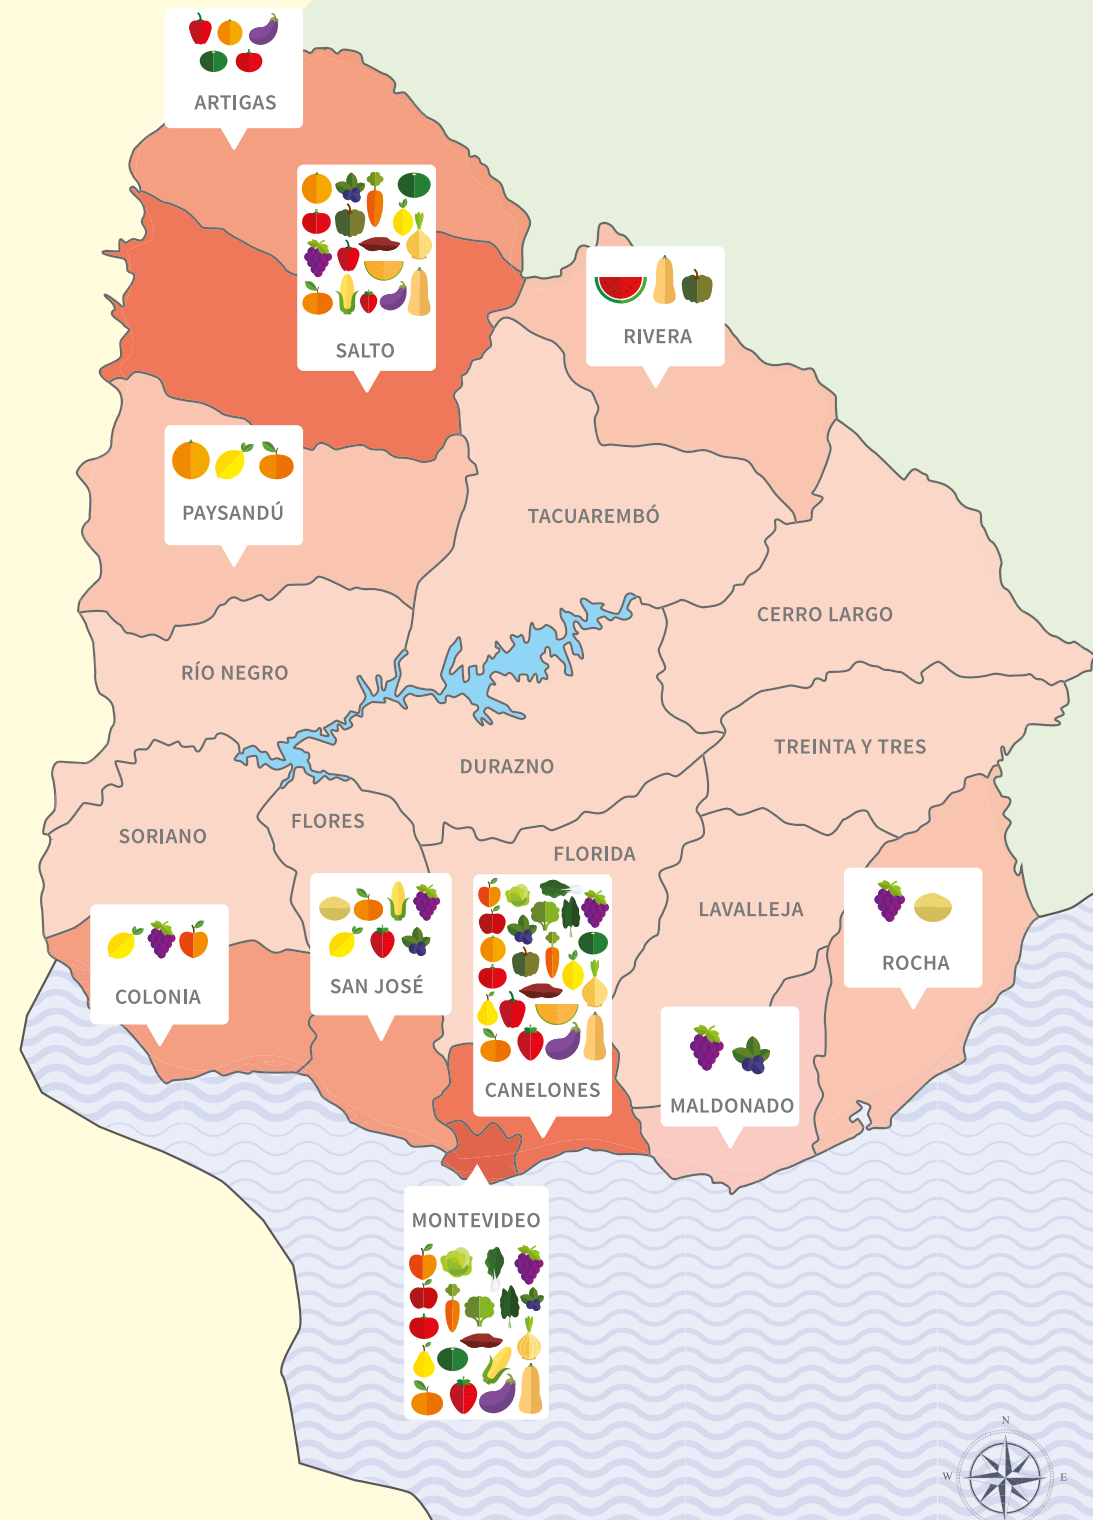 ARTIGAS
SALTO
RIVERA
PAYSANDÚ
TACUAREMBÓ
CERRO LARGO
RÍO NEGRO
TREINTA Y TRES
DURAZNO
FLORES
SORIANO
FLORIDA
LAVALLEJA
ROCHA
SAN JOSÉ
COLONIA
CANELONES
MALDONADO
MONTEVIDEO
N
W
E